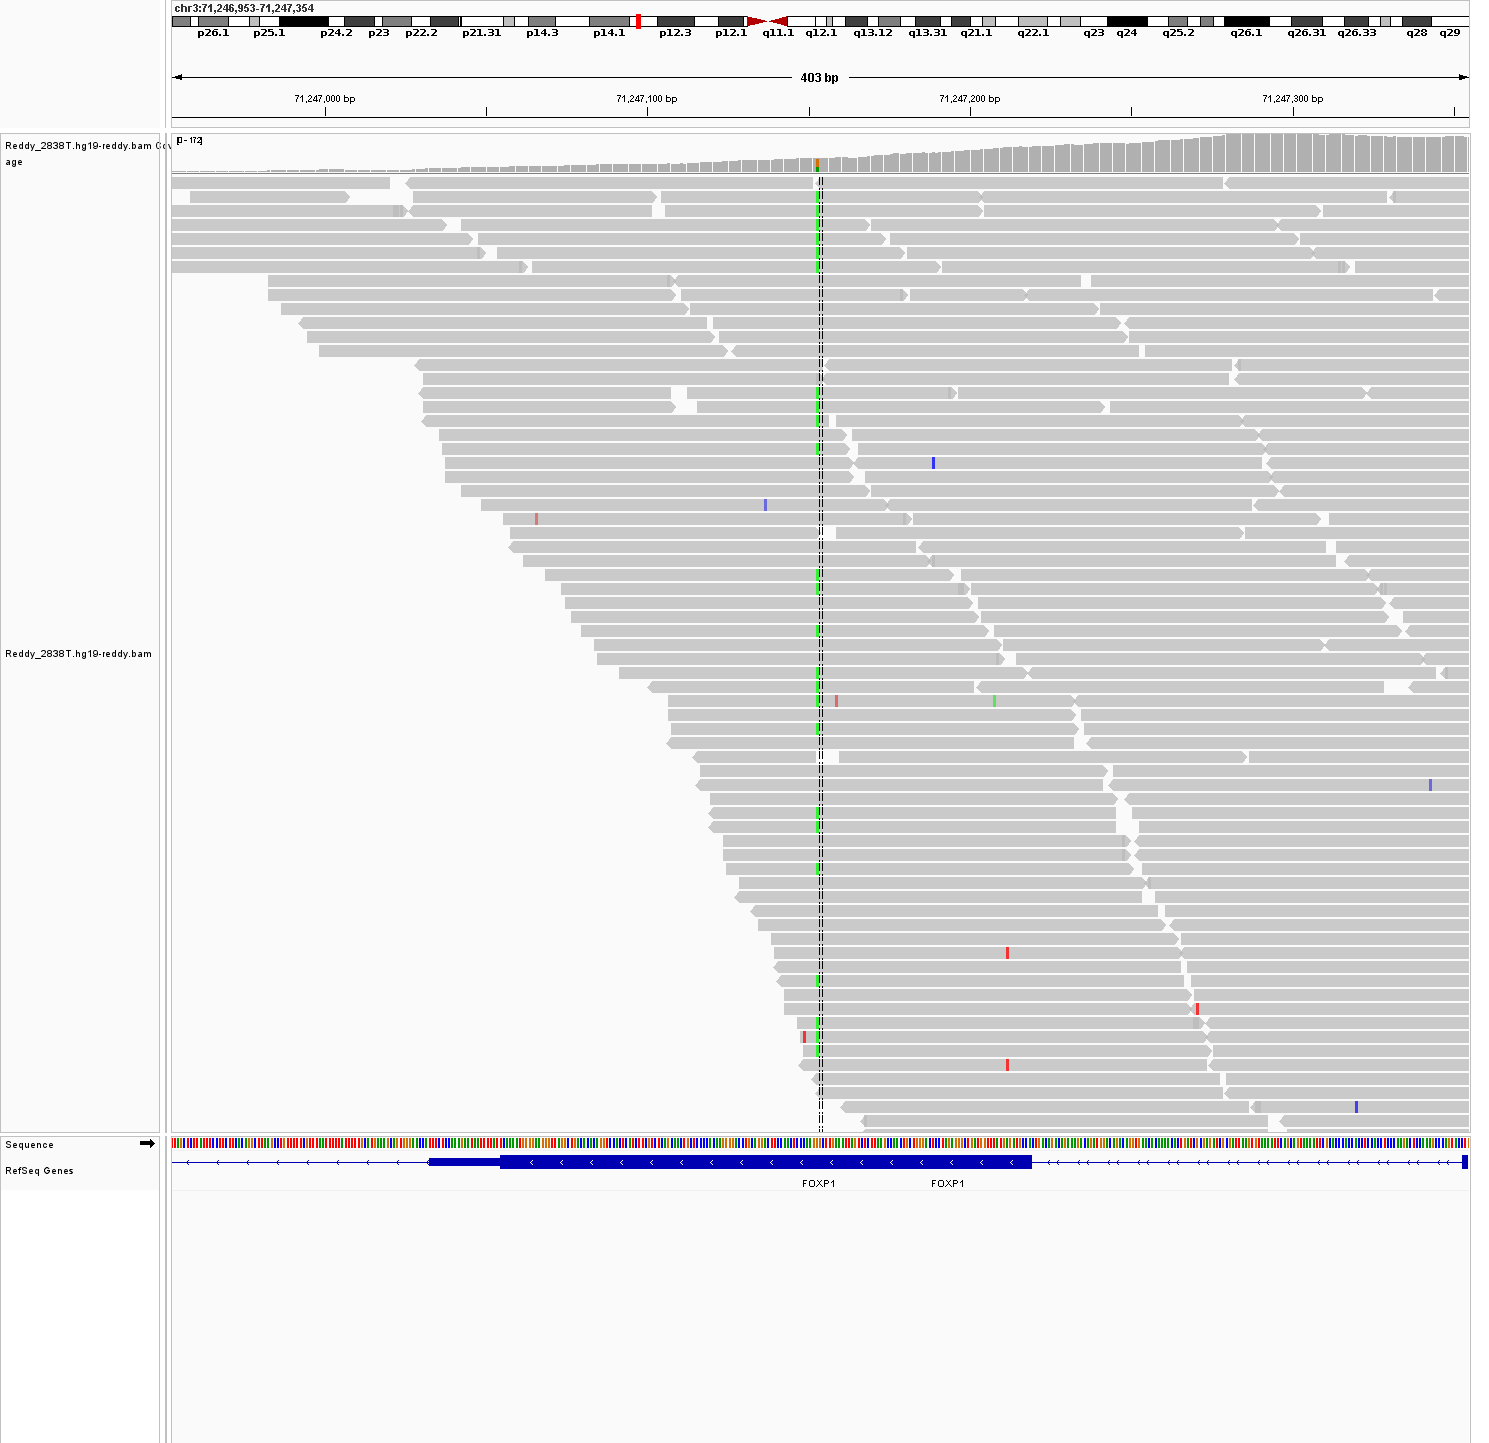 chr3:71,246,953-71,247,354
p26.1 p25.1 p24.2 p23 p22.2 p21.31 p14.3 p14.1 p12.3 p12.1 q11.1 q12.1 q13.12 q13.31 q21.1 q22.1 q23 q24 q25.2 q26.1 q26.31 q26.33 q28 q29
403 bp
71,247,000 bp 71,247,100 bp 71,247,200 bp 71,247,300 bp
[0 - 172]
Reddy_2838T.hg19-reddy.bam Cov
age
Reddy_2838T.hg19-reddy.bam
Sequence
RefSeq Genes
FOXP1 FOXP1